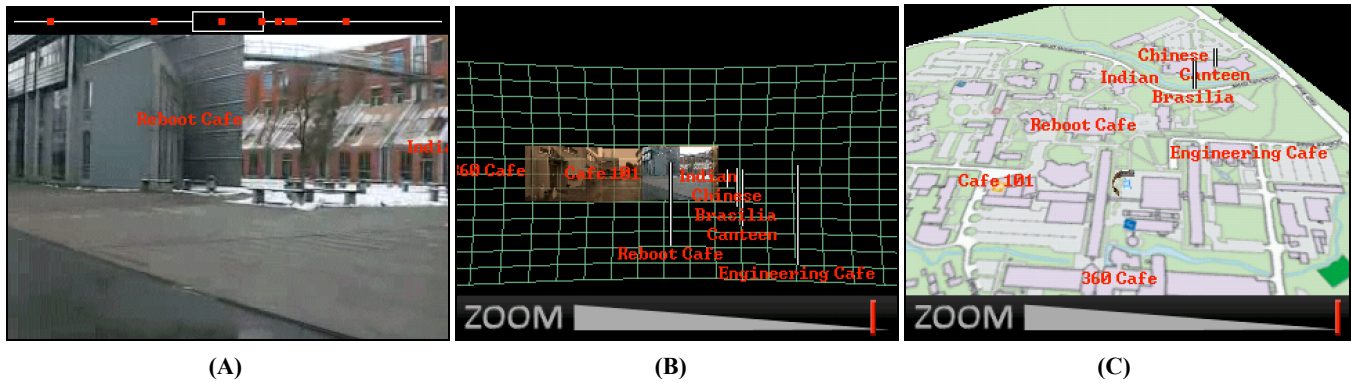 Reboot Cafe
India
360 Cafe
Cafe 101
Indian
Chinese
Brasilia
Canteen
Reboot Cafe
Engineering Cafe
ZOOM
Chinese
Indian
Canteen
Brasilia
Reboot Cafe
Engineering Cafe
Cafe 101
360 Cafe
ZOOM
(A)
(B)
(C)